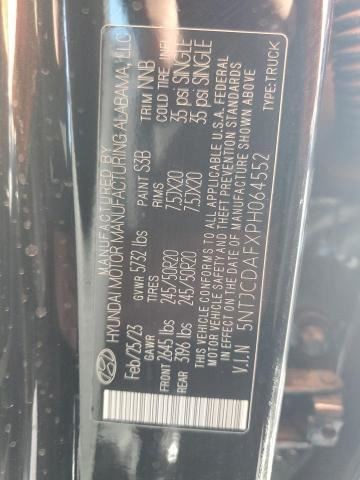 MANUFACTURED BY
HYUNDAI MOTOR MANUFACTURING ALABAMA, LLC
Feb/25/23 GVWR 5732 lbs PAINT S3B TRIM NNB
GAWR TIRES RIMS COLD TIRE INFL
FRONT 2645 lbs 245/50R20 7.5JX20 35 psi SINGLE
REAR 3196 lbs 245/50R20 7.5JX20 35 psi SINGLE
THIS VEHICLE CONFORMS TO ALL APPLICABLE U.S.A. FEDERAL
MOTOR VEHICLE SAFETY AND THEFT PREVENTION STANDARDS
IN EFFECT ON THE DATE OF MANUFACTURE SHOWN ABOVE.
V.I.N 5NTJCDAFXPH064552 TYPE:TRUCK